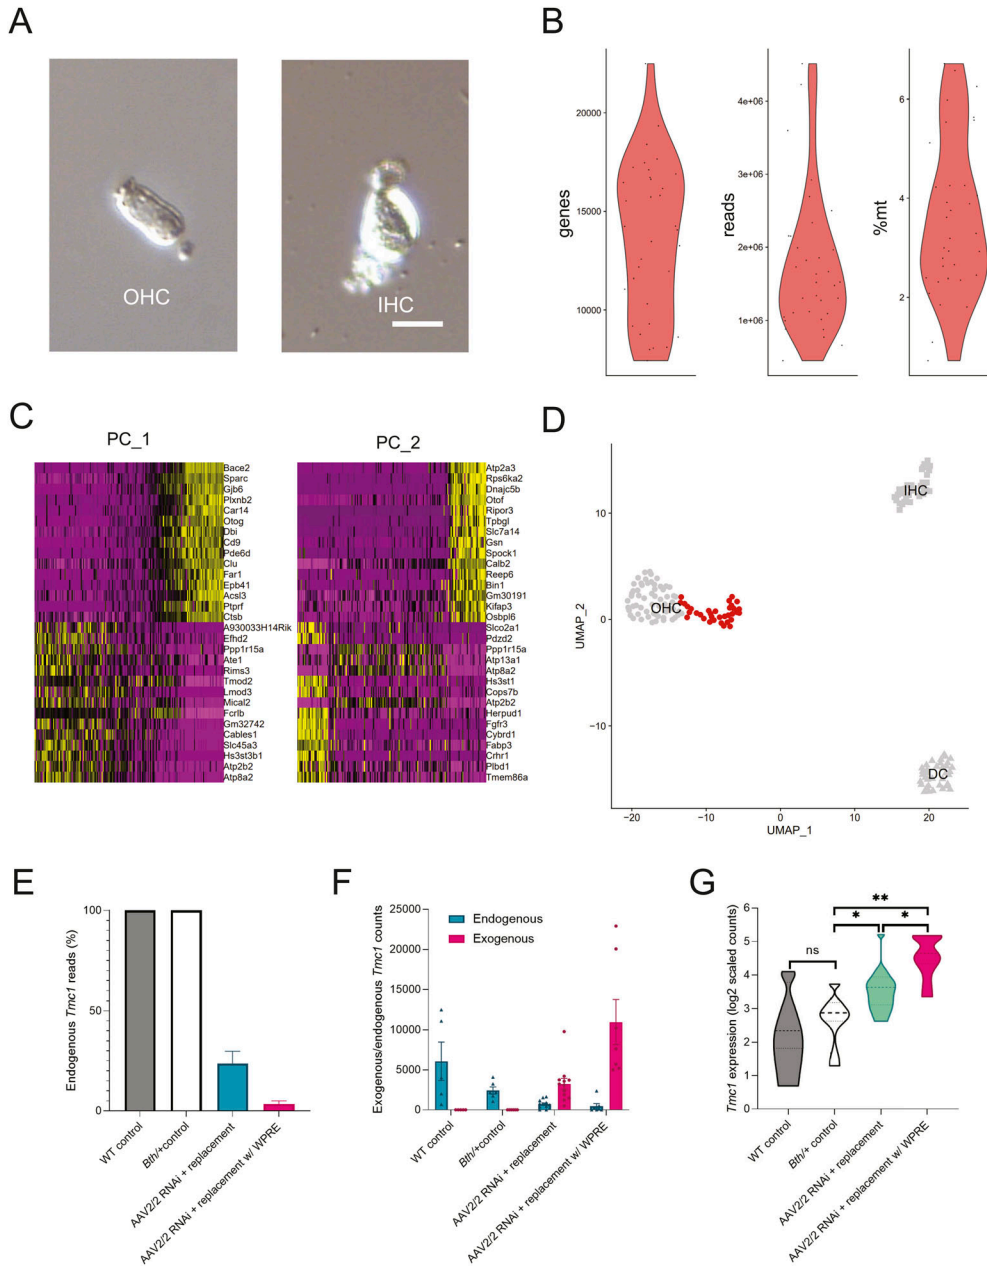 A
OHC
IHC
B
genes
20000
15000
10000
reads
4e+06
3e+06
2e+06
1e+06
%mt
6
4
2
C
PC_1
Bace2
Sparc
Gjb6
Plxnb2
Car14
Otog
Dbi
Cd9
Pde6d
Clu
Far1
Epb41
Acsl3
Ptprf
Ctsb
A930033H14Rik
Efhd2
Ppp1r15a
Ate1
Rims3
Tmod2
Lmod3
Mical2
Fcrlb
Gm32742
Cables1
Slc45a3
Hs3st3b1
Atp2b2
Atp8a2
PC_2
Atp2a3
Rps6ka2
Dnajc5b
Otof
Ripor3
Tpbgl
Slc7a14
Gsn
Spock1
Calb2
Reep6
Bin1
Gm30191
Kifap3
Osbpl6
Slco2a1
Pdzd2
Ppp1r15a
Atp13a1
Atp8a2
Hs3st1
Cops7b
Atp2b2
Herpud1
Fgfr3
Cybrd1
Fabp3
Crhr1
Plbd1
Tmem86a
D
UMAP_2
10
0
−10
IHC
OHC
DC
−20
−10
0
10
20
UMAP_1
E
Endogenous Tmc1 reads (%)
100
50
0
WT control
Bth/+control
AAV2/2 RNAi + replacement
AAV2/2 RNAi + replacement w/ WPRE
F
Exogenous/endogenous Tmc1 counts
25000
20000
15000
10000
5000
0
Endogenous
Exogenous
WT control
Bth/+control
AAV2/2 RNAi + replacement
AAV2/2 RNAi + replacement w/ WPRE
G
Tmc1 expression (log2 scaled counts)
6
5
4
3
2
1
0
ns
*
**
*
WT control
Bth/+ control
AAV2/2 RNAi + replacement
AAV2/2 RNAi + replacement w/ WPRE